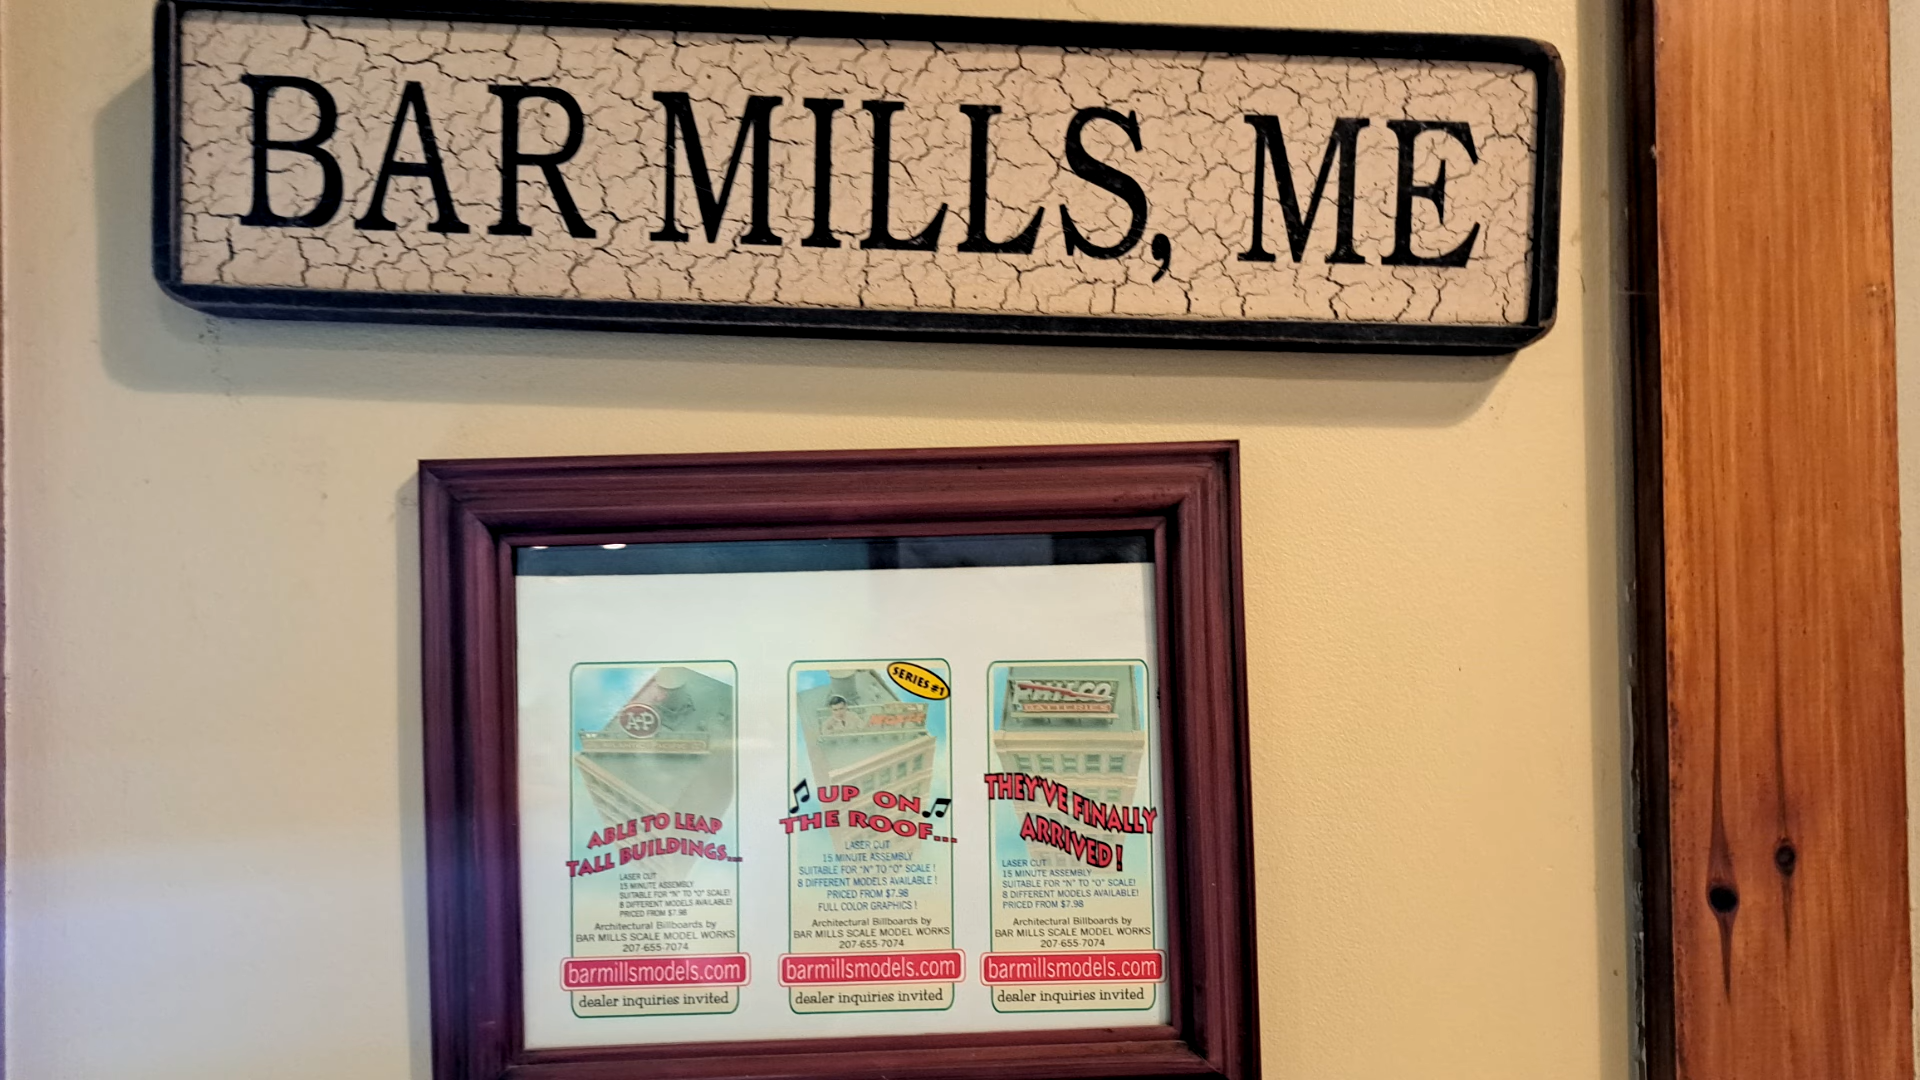 BAR MILLS, ME
A&P
ABLE TO LEAP
TALL BUILDINGS...
LASER CUT
15 MINUTE ASSEMBLY
SUITABLE FOR "N" TO "O" SCALE!
8 DIFFERENT MODELS AVAILABLE!
PRICED FROM $7.98
Architectural Billboards by
BAR MILLS SCALE MODEL WORKS
207-655-7074
barmillsmodels.com
dealer inquiries invited
SERIES #1
UP ON
THE ROOF...
LASER CUT
15 MINUTE ASSEMBLY
SUITABLE FOR "N" TO "O" SCALE!
8 DIFFERENT MODELS AVAILABLE!
PRICED FROM $7.98
FULL COLOR GRAPHICS!
Architectural Billboards by
BAR MILLS SCALE MODEL WORKS
207-655-7074
barmillsmodels.com
dealer inquiries invited
PHILCO
BATTERIES
THEY'VE FINALLY
ARRIVED!
LASER CUT
15 MINUTE ASSEMBLY
SUITABLE FOR "N" TO "O" SCALE!
8 DIFFERENT MODELS AVAILABLE!
PRICED FROM $7.98
Architectural Billboards by
BAR MILLS SCALE MODEL WORKS
207-655-7074
barmillsmodels.com
dealer inquiries invited